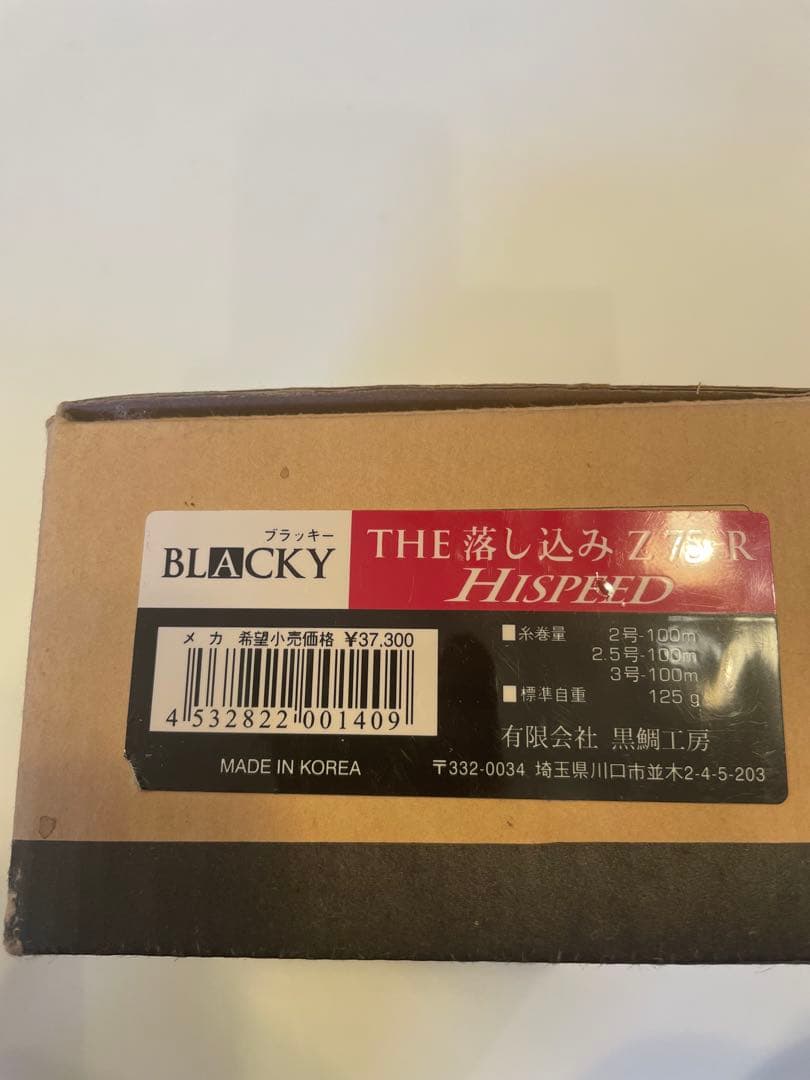 ブラッキー
BLACKY
THE 落し込み Z 75-R
HISPEED
メ カ 希望小売価格 ¥37,300
4 532822 001409
■糸巻量 2号-100m
2.5号-100m
3号-100m
■標準自重 125g
有限会社 黒鯛工房
MADE IN KOREA
〒332-0034 埼玉県川口市並木2-4-5-203